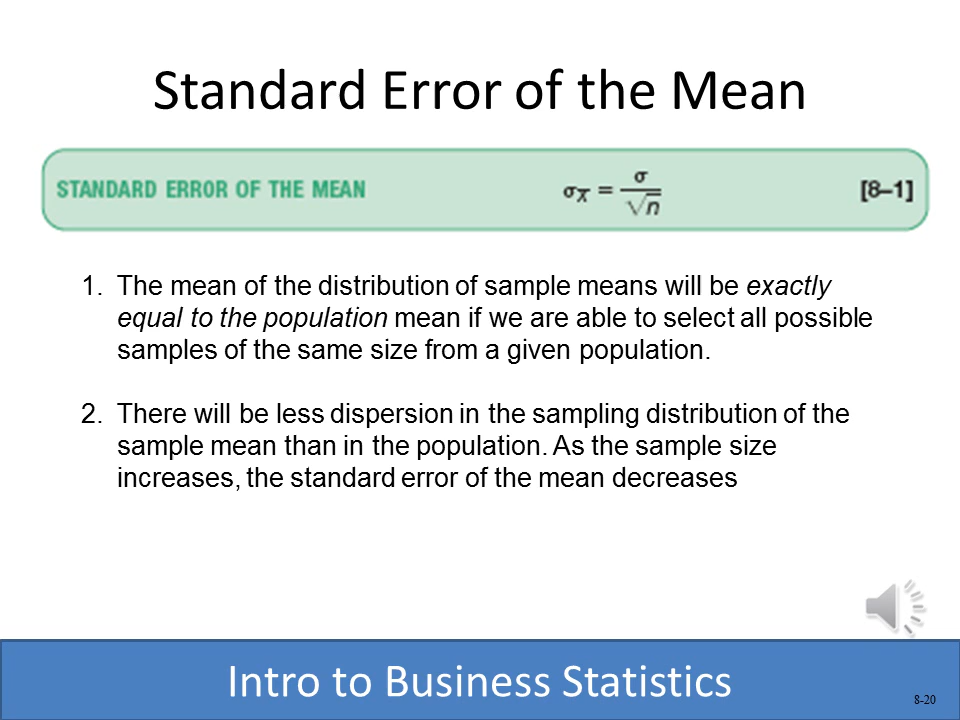 Standard Error of the Mean
STANDARD ERROR OF THE MEAN σX̅ = σ/√n [8–1]
1. The mean of the distribution of sample means will be exactly
equal to the population mean if we are able to select all possible
samples of the same size from a given population.
2. There will be less dispersion in the sampling distribution of the
sample mean than in the population. As the sample size
increases, the standard error of the mean decreases
Intro to Business Statistics
8-20